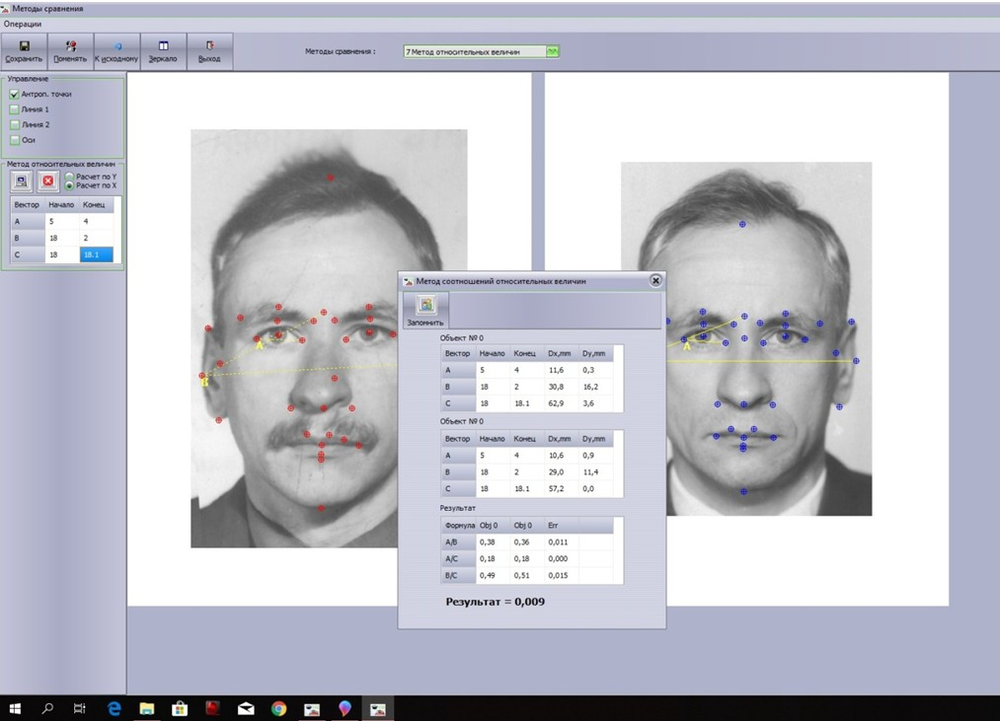 Методы сравнения
Операции
Сохранить Поменять К исходному Зеркало Выход
Методы сравнения : 7 Метод относительных величин
Управление
Антроп. точки
Линия 1
Линия 2
Оси
Метод относительных величин
Расчет по Y
Расчет по X
Вектор Начало Конец
A 5 4
B 18 2
C 18 18.1
A
B
A
Метод соотношений относительных величин
Запомнить
Объект № 0
Вектор Начало Конец Dx,mm Dy,mm
A 5 4 11,6 0,3
B 18 2 30,8 16,2
C 18 18.1 62,9 3,6
Объект № 0
Вектор Начало Конец Dx,mm Dy,mm
A 5 4 10,6 0,9
B 18 2 29,0 11,4
C 18 18.1 57,2 0,0
Результат
Формула Obj 0 Obj 0 Err
A/B 0,38 0,36 0,011
A/C 0,18 0,18 0,000
B/C 0,49 0,51 0,015
Результат = 0,009